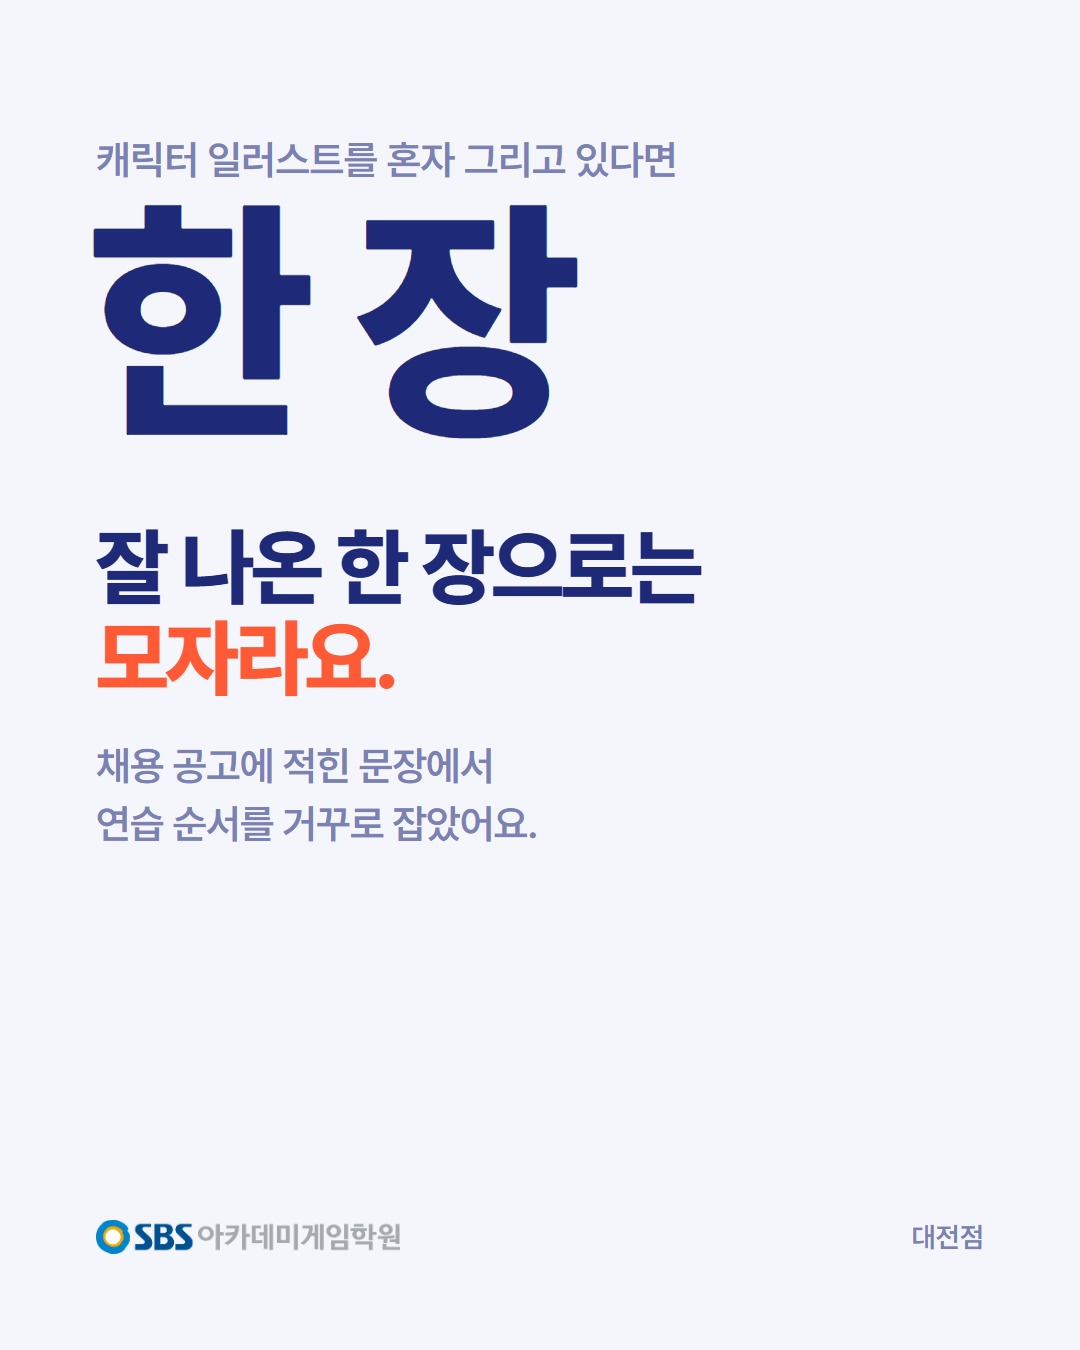 캐릭터 일러스트를 혼자 그리고 있다면
한 장
잘 나온 한 장으로는
모자라요.
채용 공고에 적힌 문장에서
연습 순서를 거꾸로 잡았어요.
SBS 아카데미게임학원
대전점